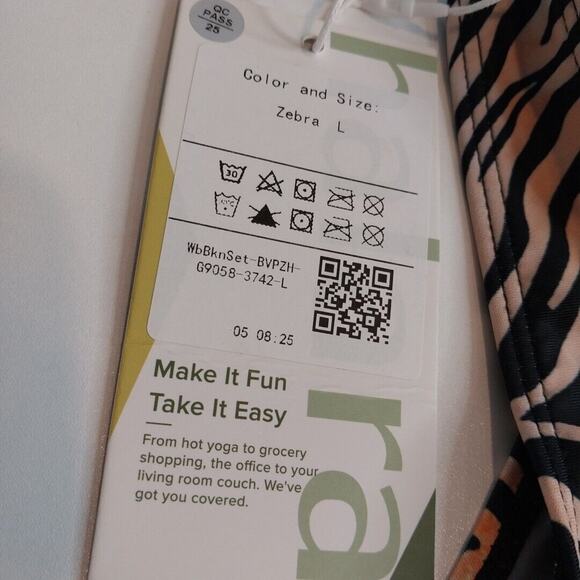 QC
PASS
25
Color and Size:
Zebra L
30
WbBknSet-BVPZH-
G9058-3742-L
05 08:25
Make It Fun
Take It Easy
From hot yoga to grocery
shopping, the office to your
living room couch. We've
got you covered.
ra